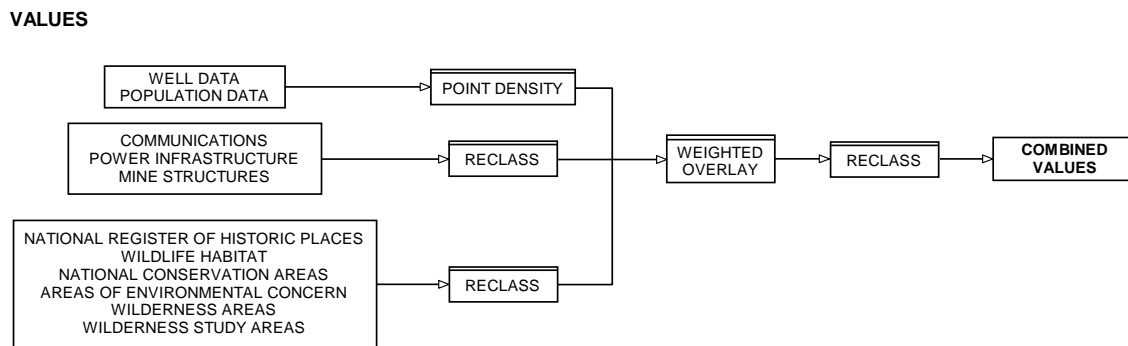 VALUES
WELL DATA
POPULATION DATA
POINT DENSITY
COMMUNICATIONS
POWER INFRASTRUCTURE
MINE STRUCTURES
RECLASS
WEIGHTED
OVERLAY
RECLASS
COMBINED
VALUES
NATIONAL REGISTER OF HISTORIC PLACES
WILDLIFE HABITAT
NATIONAL CONSERVATION AREAS
AREAS OF ENVIRONMENTAL CONCERN
WILDERNESS AREAS
WILDERNESS STUDY AREAS
RECLASS